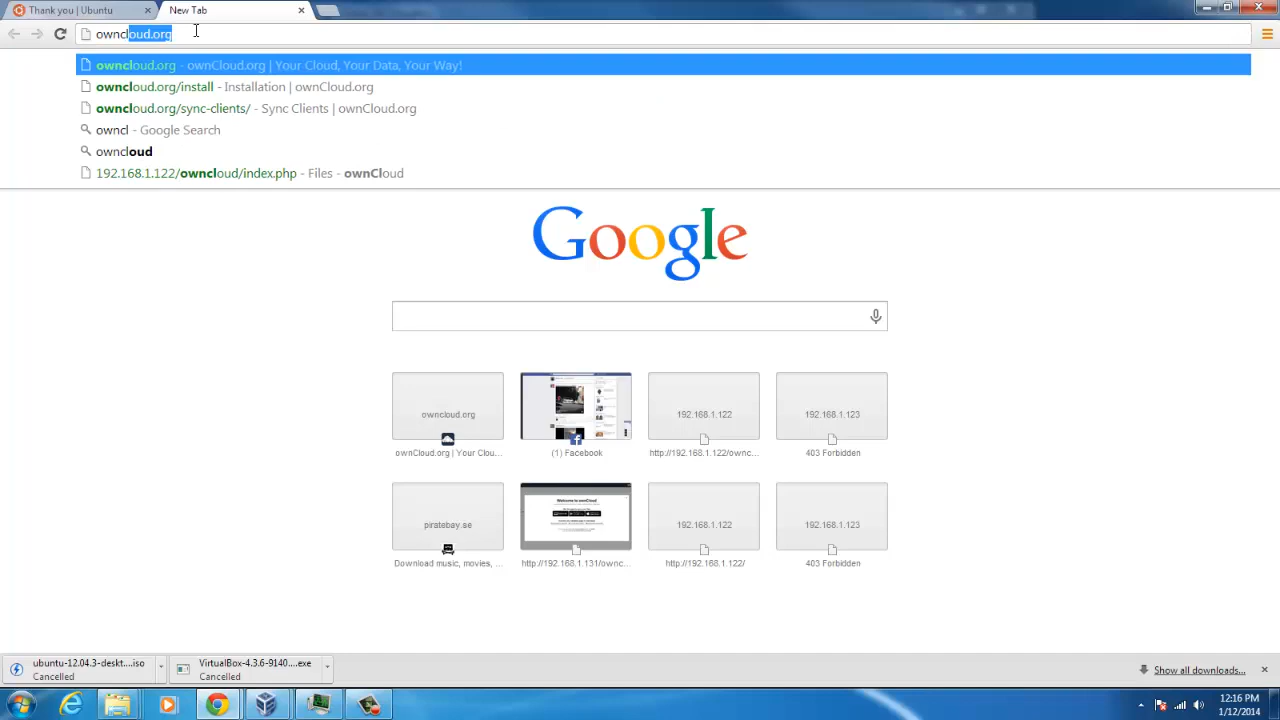 Thank you | Ubuntu
New Tab
owncloud.org
owncloud.org - ownCloud.org | Your Cloud, Your Data, Your Way!
owncloud.org/install - Installation | ownCloud.org
owncloud.org/sync-clients/ - Sync Clients | ownCloud.org
owncl - Google Search
owncloud
192.168.1.122/owncloud/index.php - Files - ownCloud
Google
owncloud.org
192.168.1.122
192.168.1.123
ownCloud.org | Your Clou...
(1) Facebook
http://192.168.1.122/ownc...
403 Forbidden
piratebay.se
Welcome to ownCloud
192.168.1.122
192.168.1.123
Download music, movies, ...
http://192.168.1.131/ownc...
http://192.168.1.122/
403 Forbidden
ubuntu-12.04.3-deskt....iso
Cancelled
VirtualBox-4.3.6-9140....exe
Cancelled
Show all downloads...
12:16 PM
1/12/2014